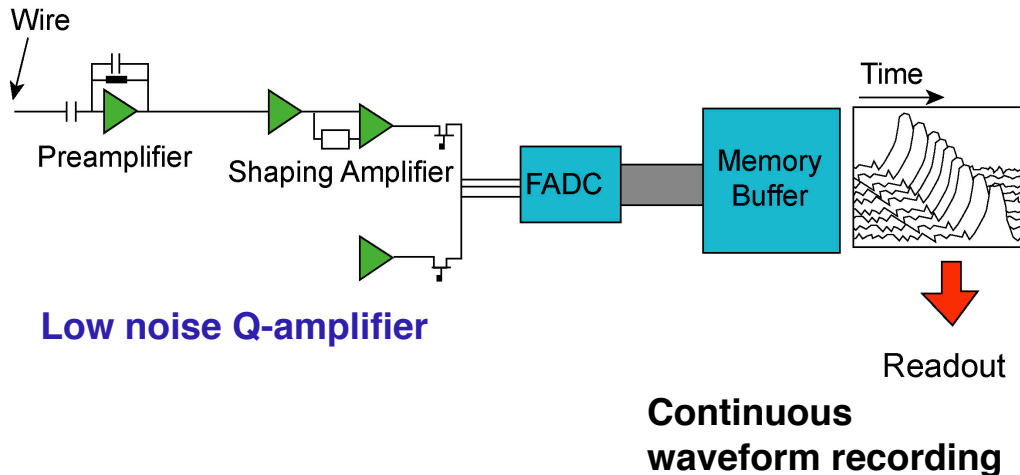 Wire
Time
Preamplifier
Shaping Amplifier
FADC
Memory
Buffer
Low noise Q-amplifier
Readout
Continuous
waveform recording